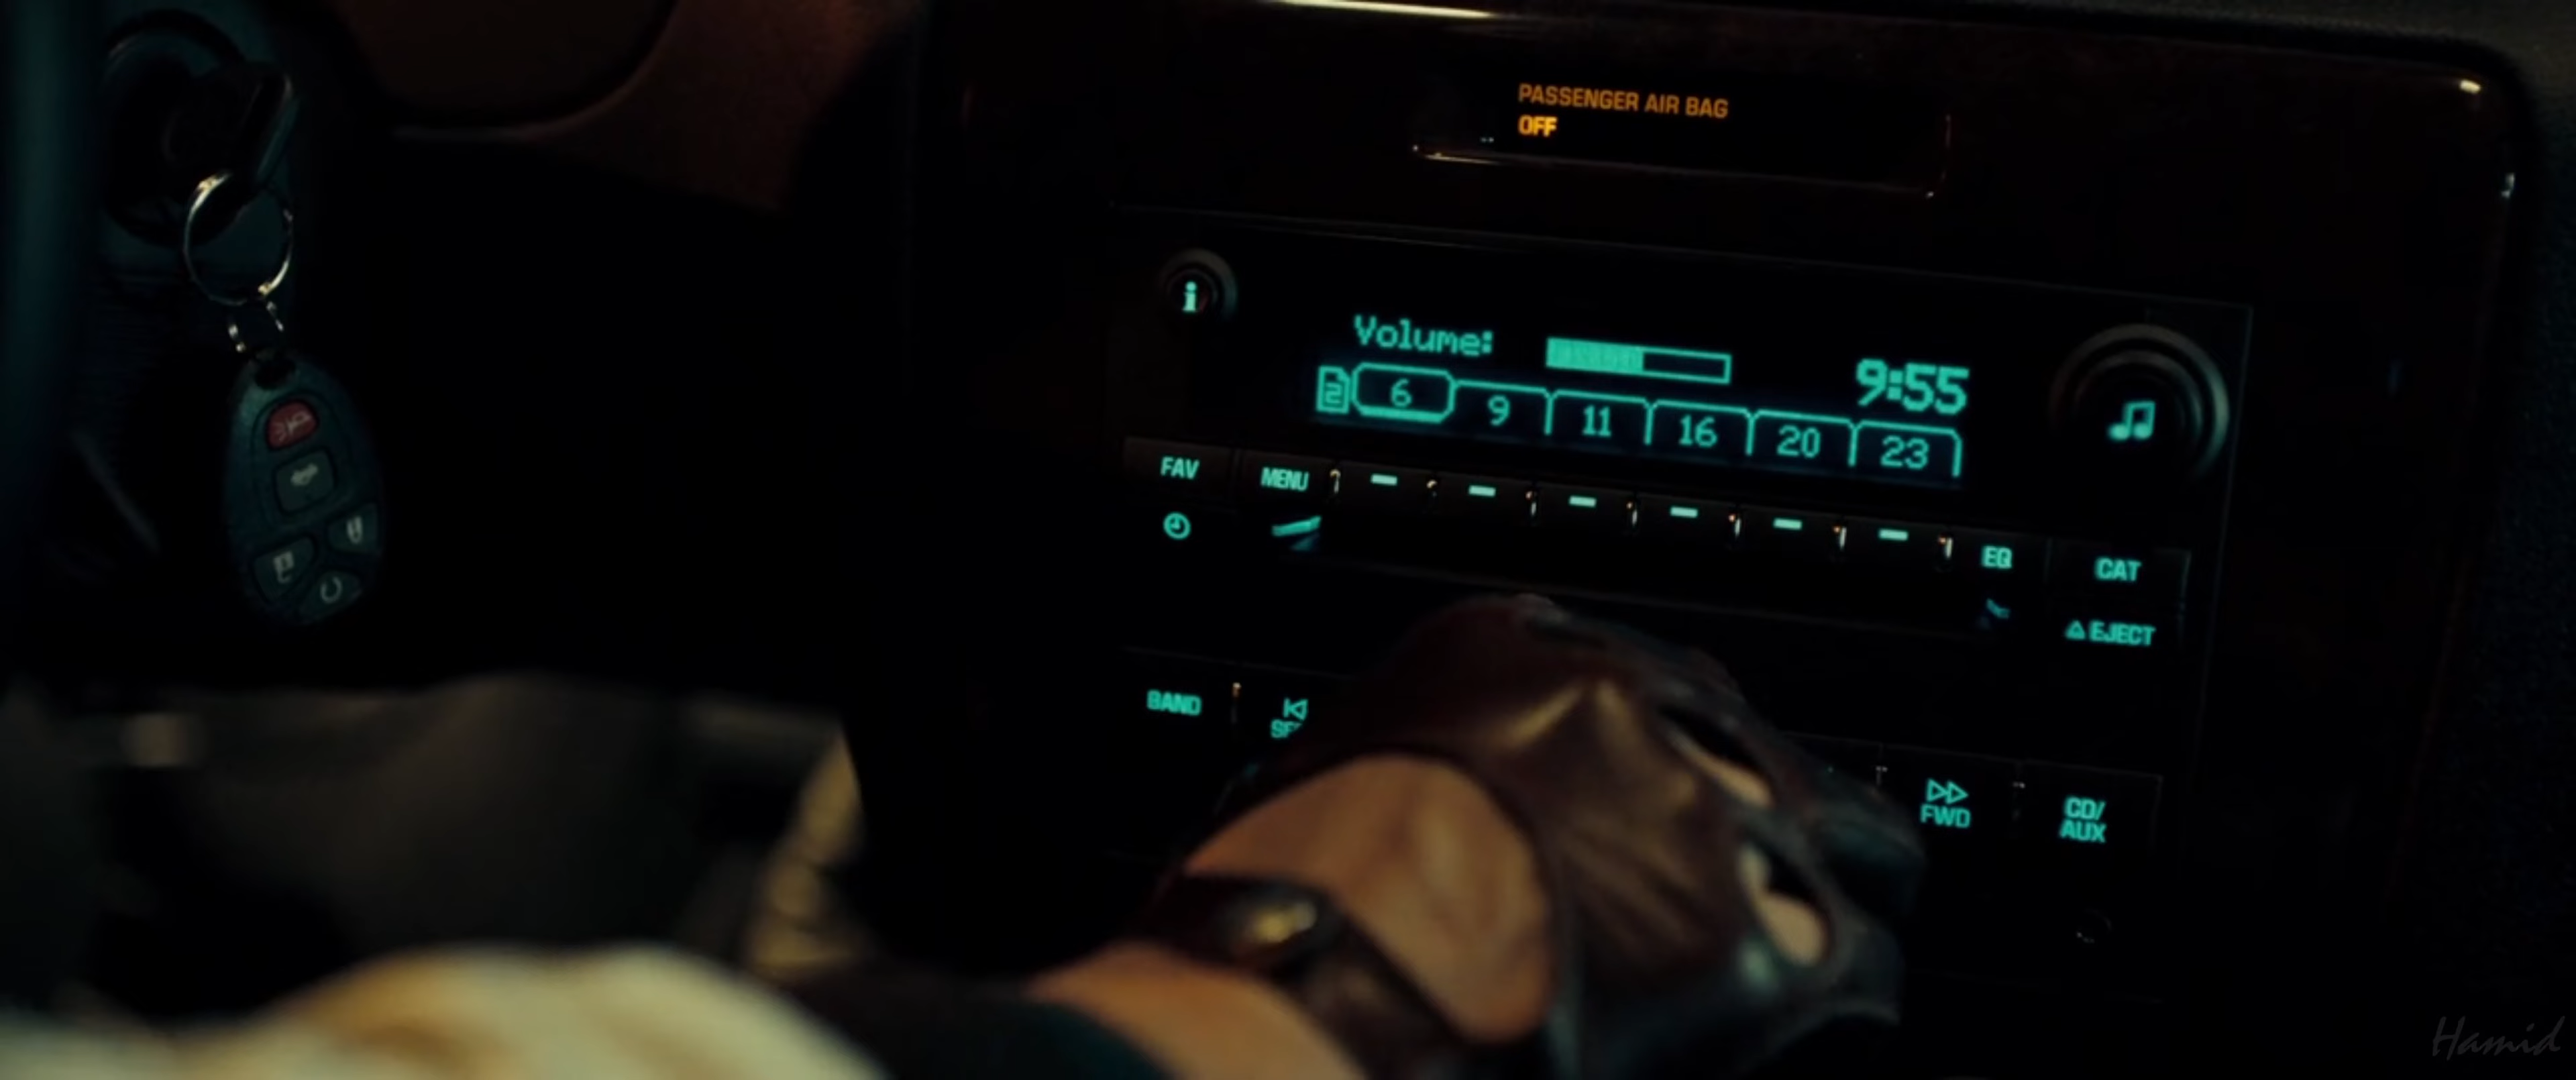 PASSENGER AIR BAG
OFF
i
Volume:
9:55
2 6 9 11 16 20 23
FAV MENU EQ CAT
EJECT
BAND
FWD
CD/
AUX
Hamid